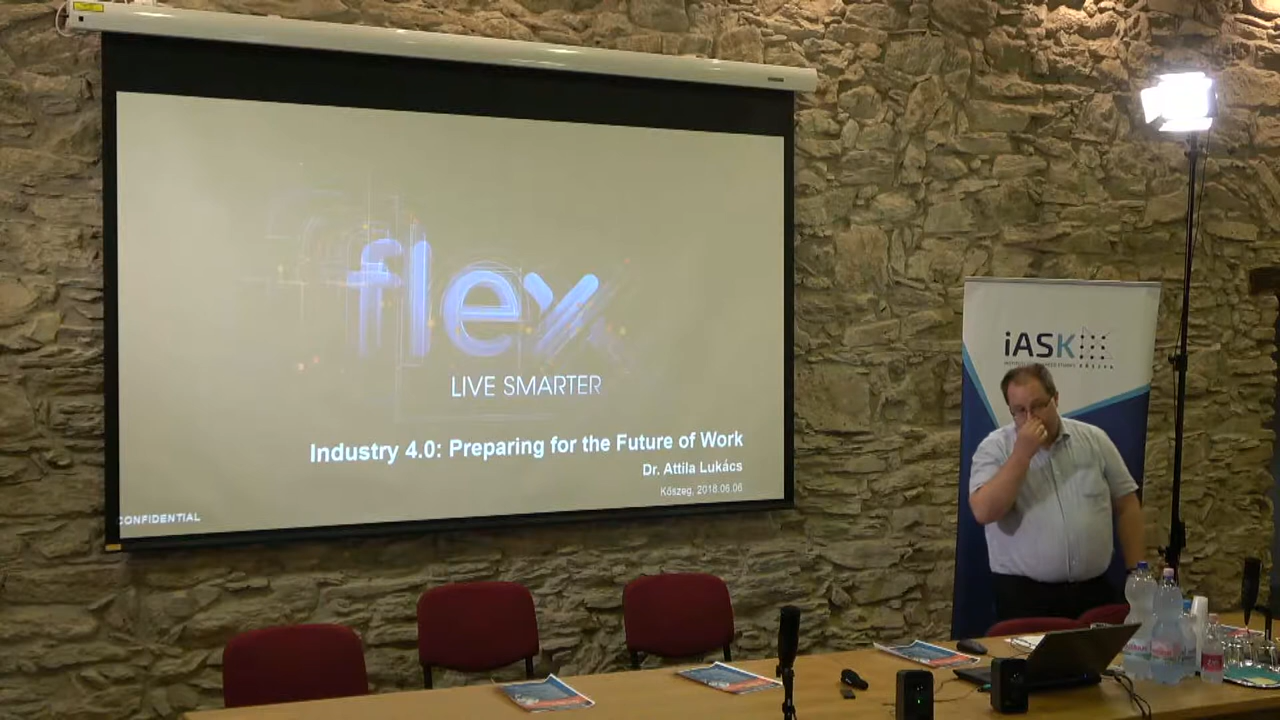 flex
LIVE SMARTER
Industry 4.0: Preparing for the Future of Work
Dr. Attila Lukács
Kőszeg, 2018.06.06
CONFIDENTIAL
iASK
KŐSZEG